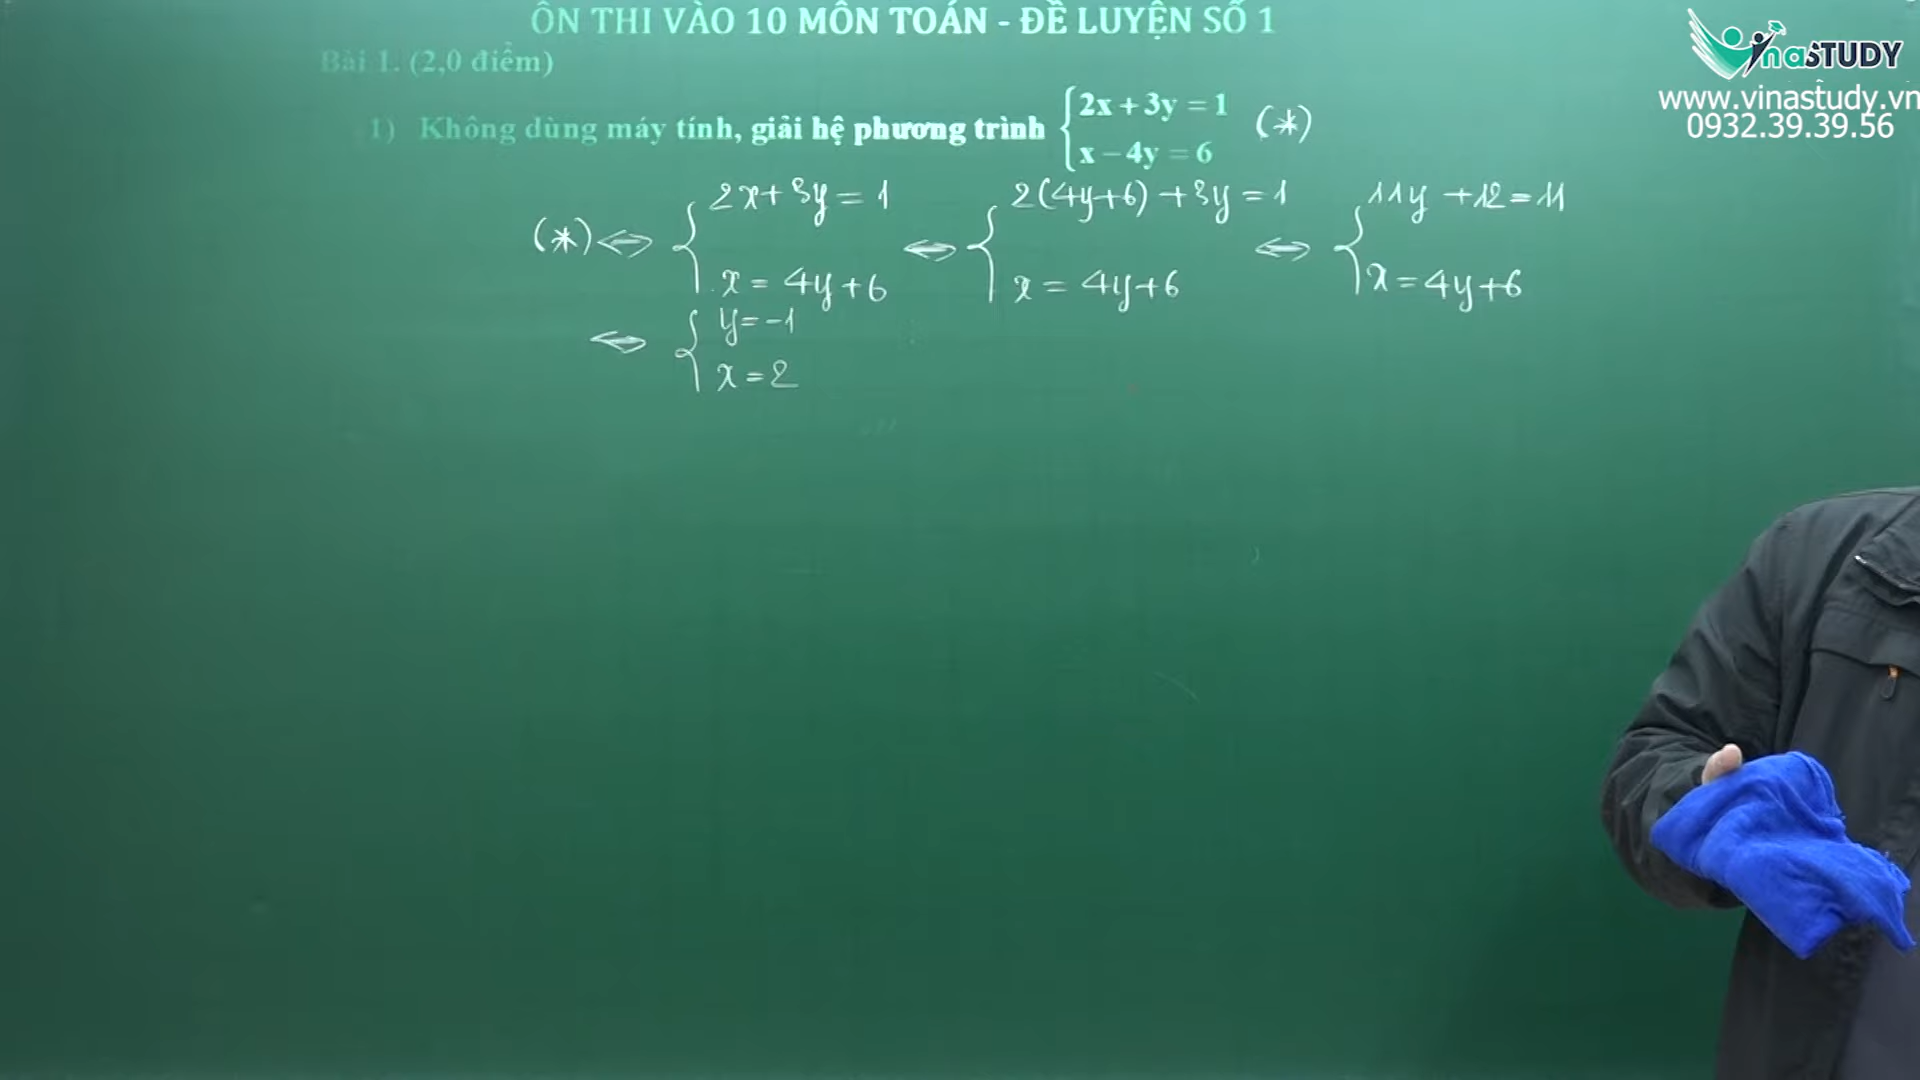 ÔN THI VÀO 10 MÔN TOÁN - ĐỀ LUYỆN SỐ 1
VinaSTUDY
www.vinastudy.vn
0932.39.39.56
Bài 1. (2,0 điểm)
1) Không dùng máy tính, giải hệ phương trình { 2x + 3y = 1 (*)
x – 4y = 6
(*) ⇔ { 2x + 3y = 1 ⇔ { 2(4y+6) + 3y = 1 ⇔ { 11y + 12 = 11
x = 4y+6 x = 4y+6 x = 4y+6
⇔ { y = -1
x = 2